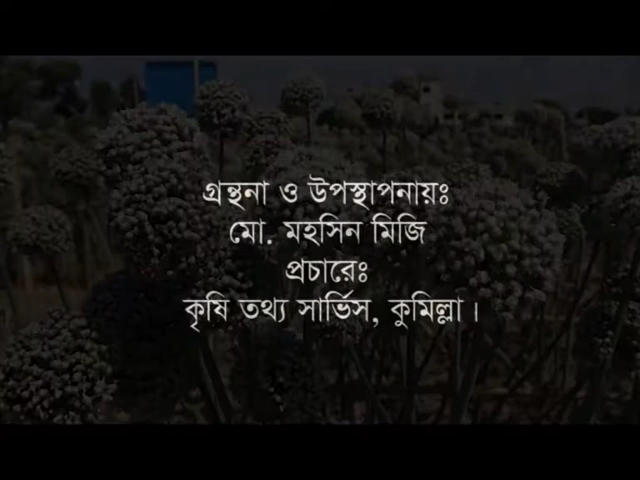 গ্রন্থনা ও উপস্থাপনায়ঃ
মো. মহসিন মিজি
প্রচারেঃ
কৃষি তথ্য সার্ভিস, কুমিল্লা।